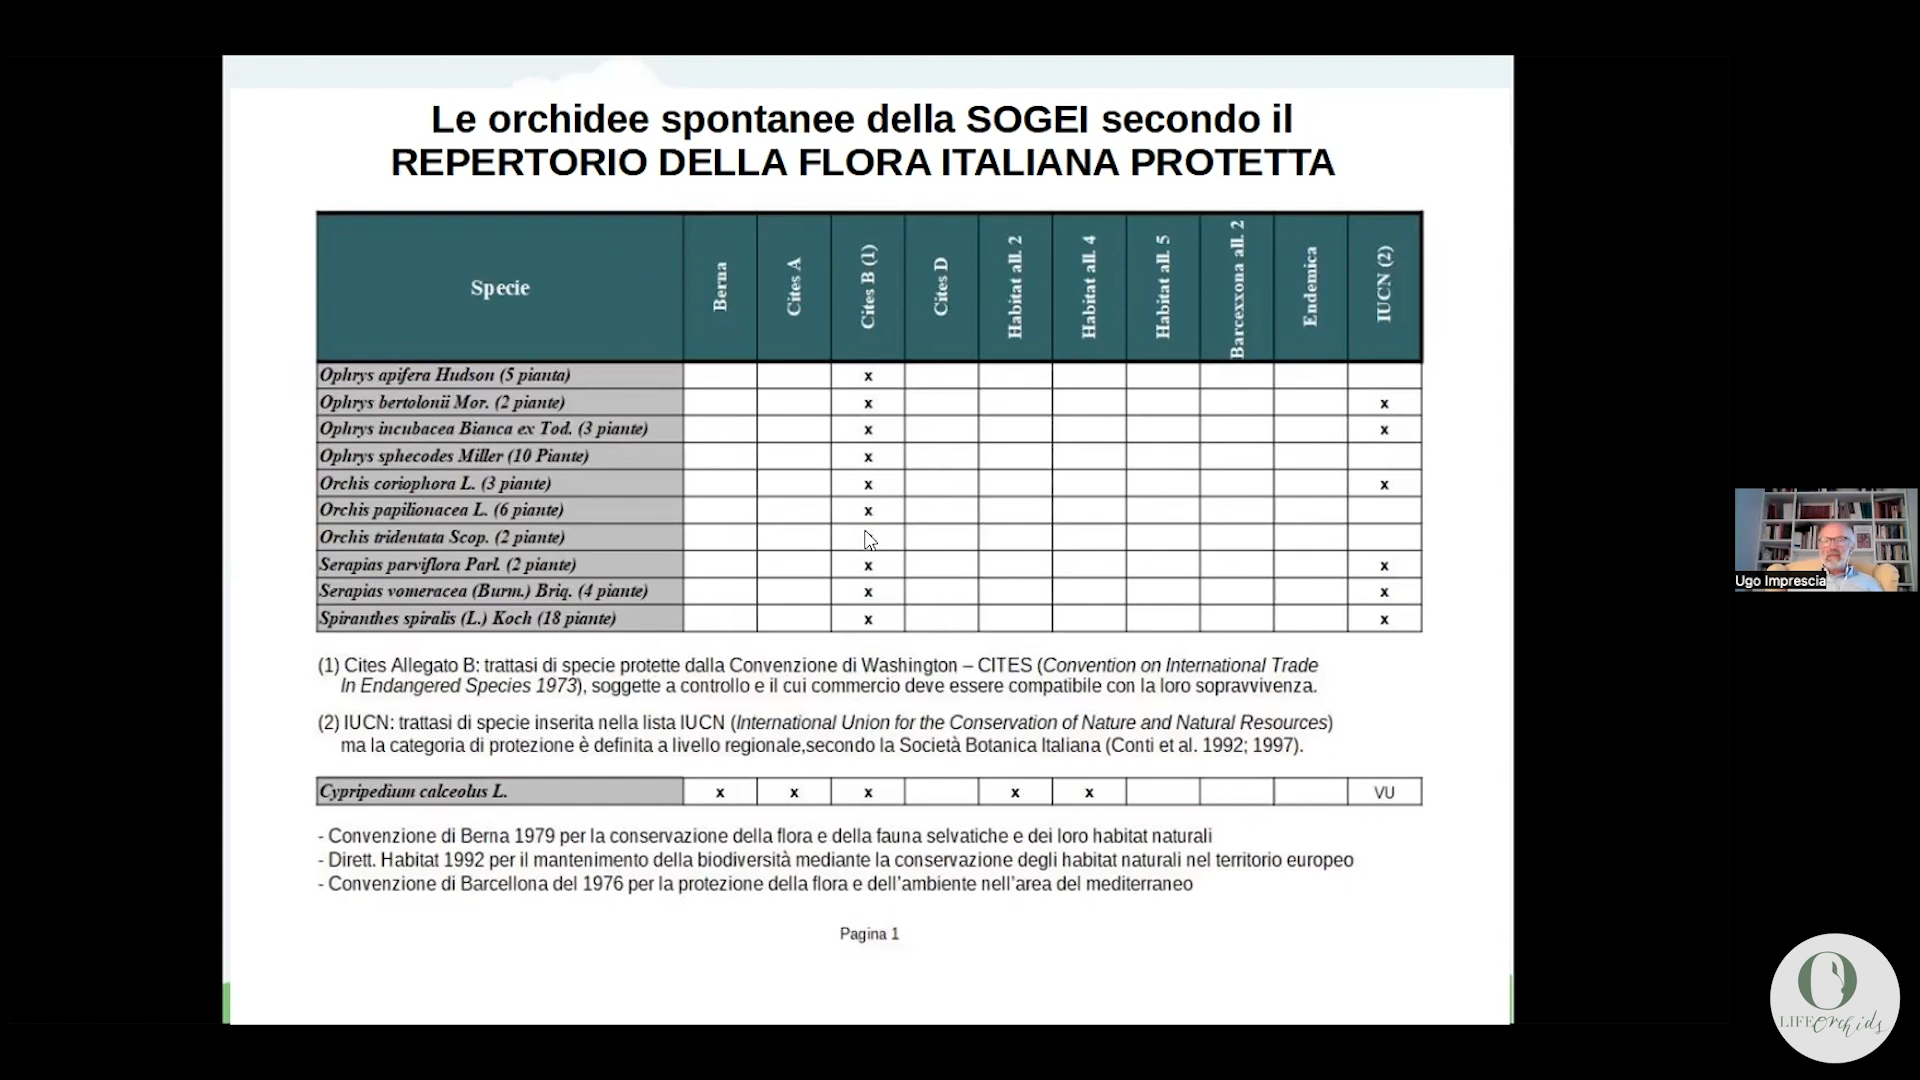 Le orchidee spontanee della SOGEI secondo il
REPERTORIO DELLA FLORA ITALIANA PROTETTA
Specie Berna Cites A Cites B (1) Cites D Habitat all. 2 Habitat all. 4 Habitat all. 5 Barcexxona all. 2 Endemica IUCN (2)
Ophrys apifera Hudson (5 pianta) x
Ophrys bertolonii Mor. (2 piante) x x
Ophrys incubacea Bianca ex Tod. (3 piante) x x
Ophrys sphecodes Miller (10 Piante) x
Orchis coriophora L. (3 piante) x x
Orchis papilionacea L. (6 piante) x
Orchis tridentata Scop. (2 piante)
Serapias parviflora Parl. (2 piante) x x
Serapias vomeracea (Burm.) Briq. (4 piante) x x
Spiranthes spiralis (L.) Koch (18 piante) x x
(1) Cites Allegato B: trattasi di specie protette dalla Convenzione di Washington – CITES (Convention on International Trade
In Endangered Species 1973), soggette a controllo e il cui commercio deve essere compatibile con la loro sopravvivenza.
(2) IUCN: trattasi di specie inserita nella lista IUCN (International Union for the Conservation of Nature and Natural Resources)
ma la categoria di protezione è definita a livello regionale,secondo la Società Botanica Italiana (Conti et al. 1992; 1997).
Cypripedium calceolus L. x x x x x VU
- Convenzione di Berna 1979 per la conservazione della flora e della fauna selvatiche e dei loro habitat naturali
- Dirett. Habitat 1992 per il mantenimento della biodiversità mediante la conservazione degli habitat naturali nel territorio europeo
- Convenzione di Barcellona del 1976 per la protezione della flora e dell'ambiente nell'area del mediterraneo
Pagina 1
Ugo Imprescia
O
LIFEorchids